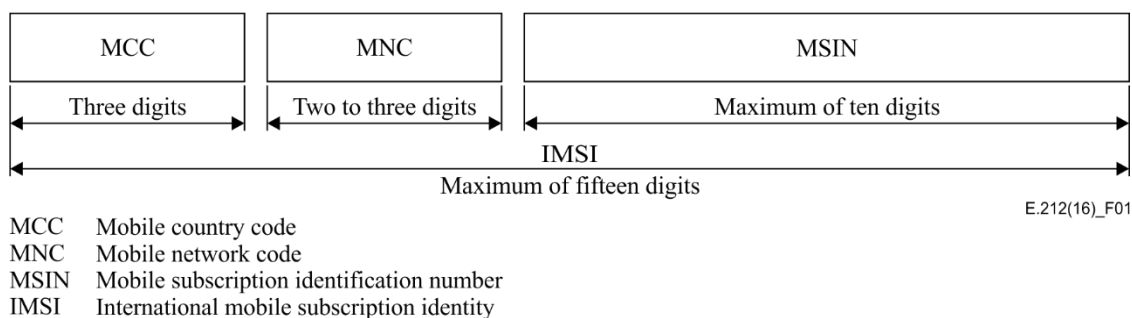 MCC MNC MSIN
Three digits Two to three digits Maximum of ten digits
IMSI
Maximum of fifteen digits
E.212(16)_F01
MCC Mobile country code
MNC Mobile network code
MSIN Mobile subscription identification number
IMSI International mobile subscription identity